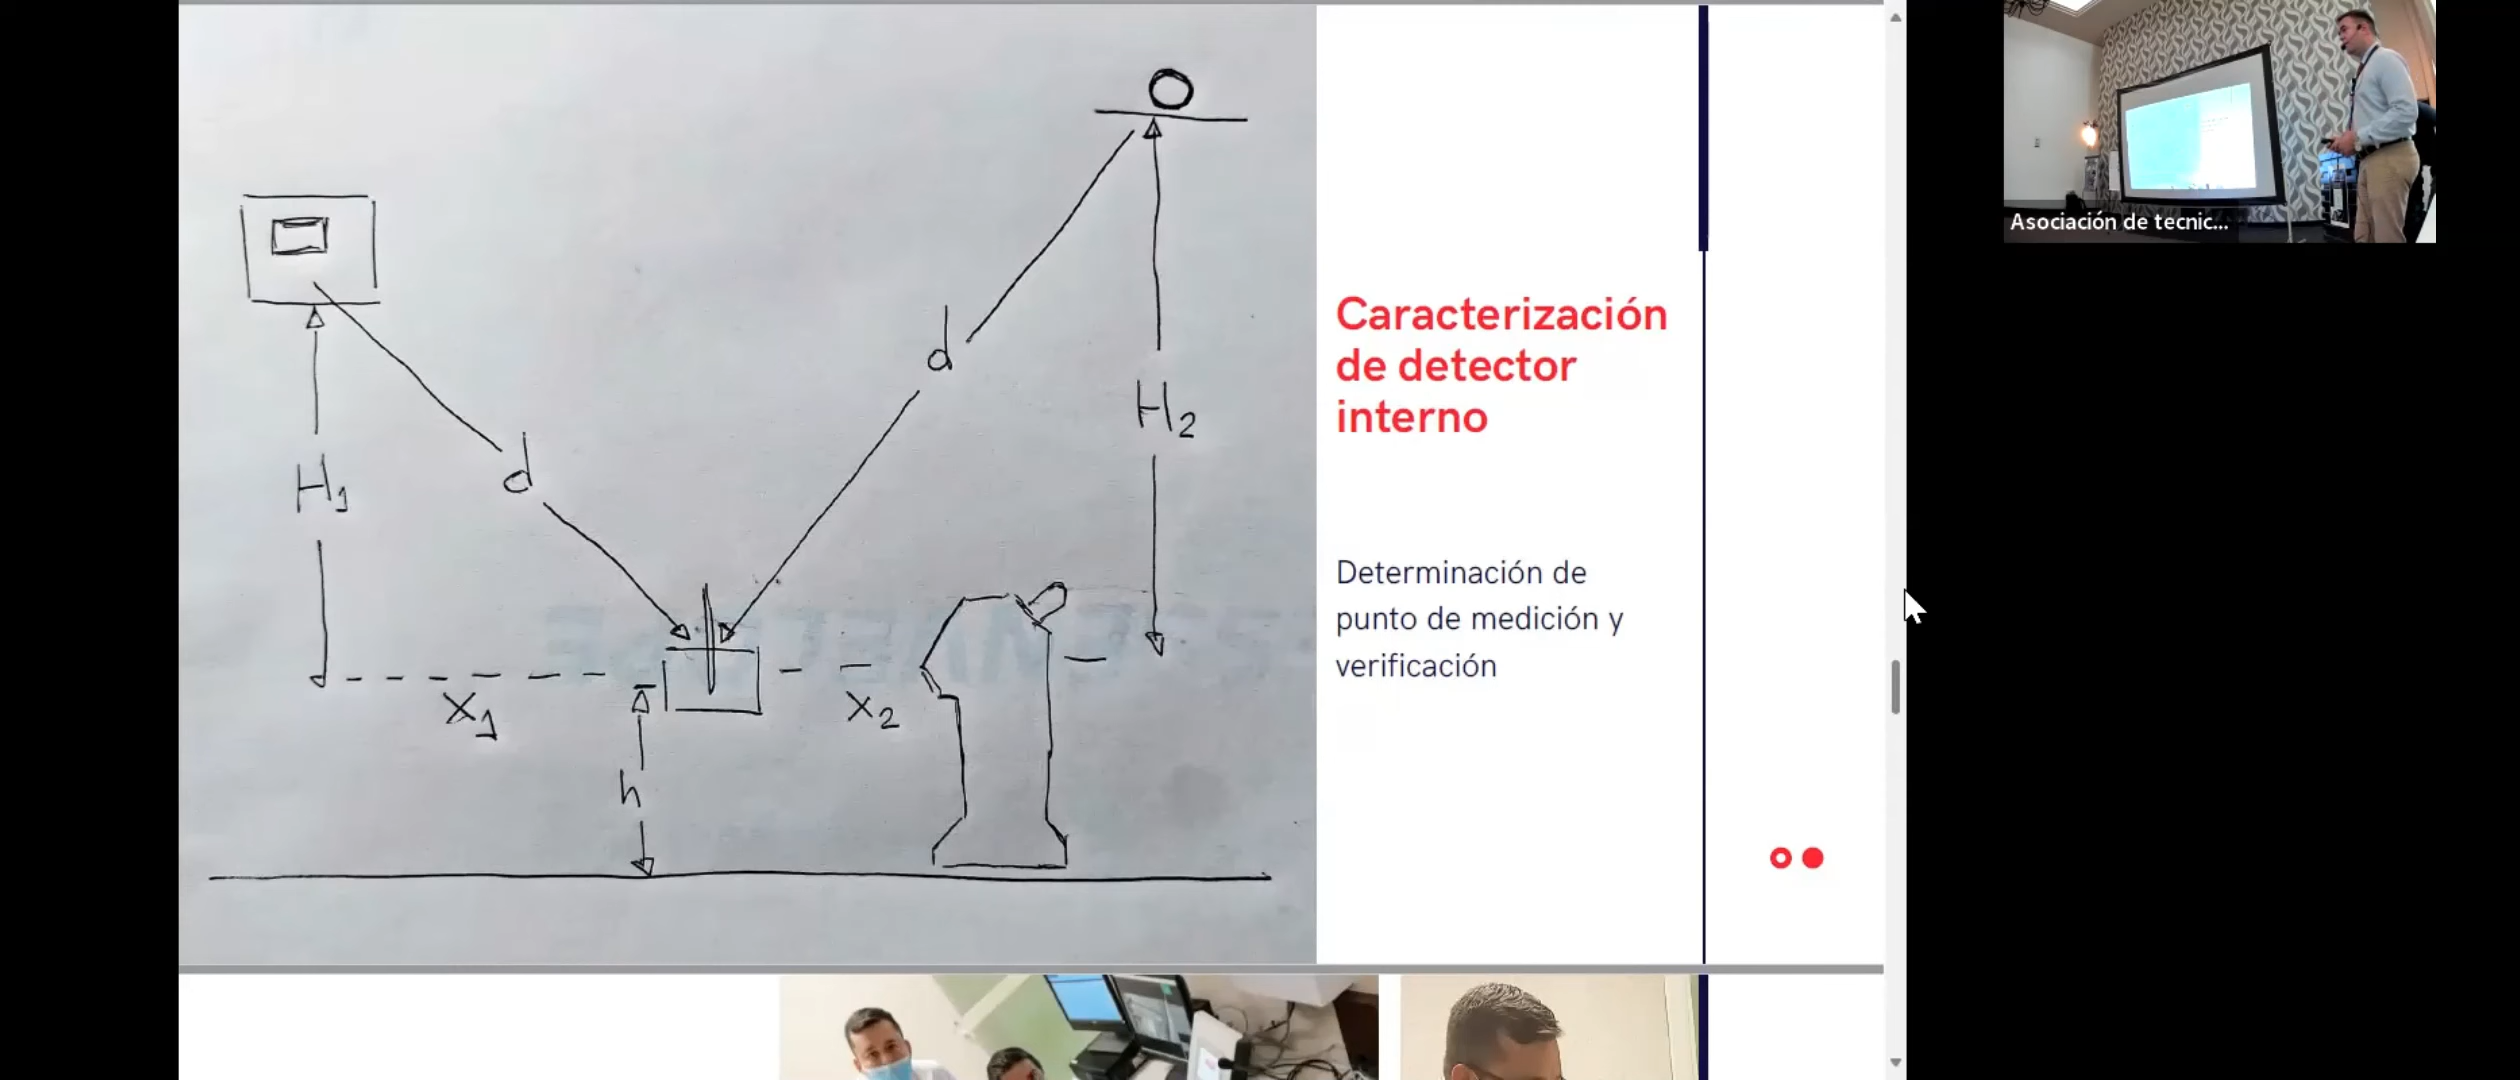 Caracterización
de detector
interno
Determinación de
punto de medición y
verificación
H1
d
d
H2
X1
X2
h
Asociación de tecnic...